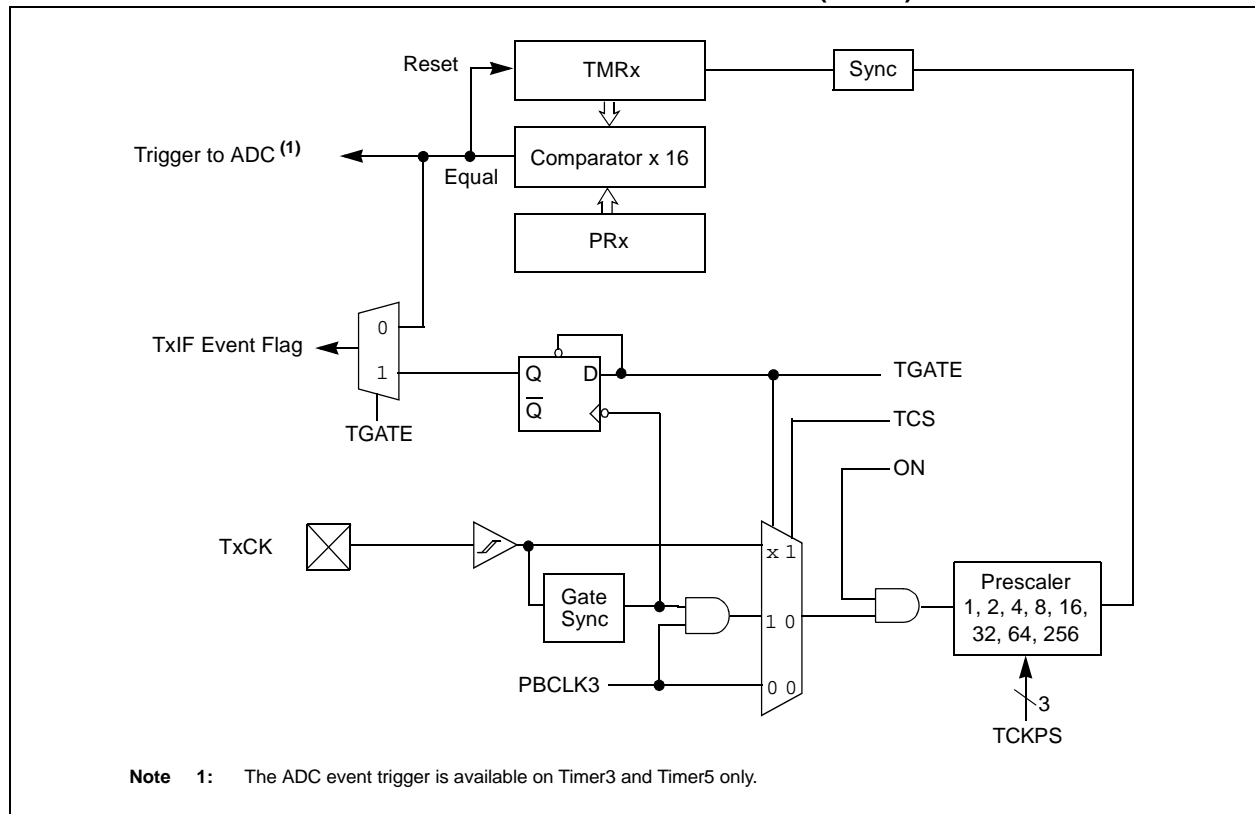 Reset
TMRx
Sync
Trigger to ADC (1)
Equal
Comparator x 16
PRx
TxIF Event Flag
0
1
TGATE
Q
D
Q
TGATE
TCS
ON
TxCK
Gate
Sync
x 1
1 0
0 0
PBCLK3
Prescaler
1, 2, 4, 8, 16,
32, 64, 256
3
TCKPS
Note 1: The ADC event trigger is available on Timer3 and Timer5 only.